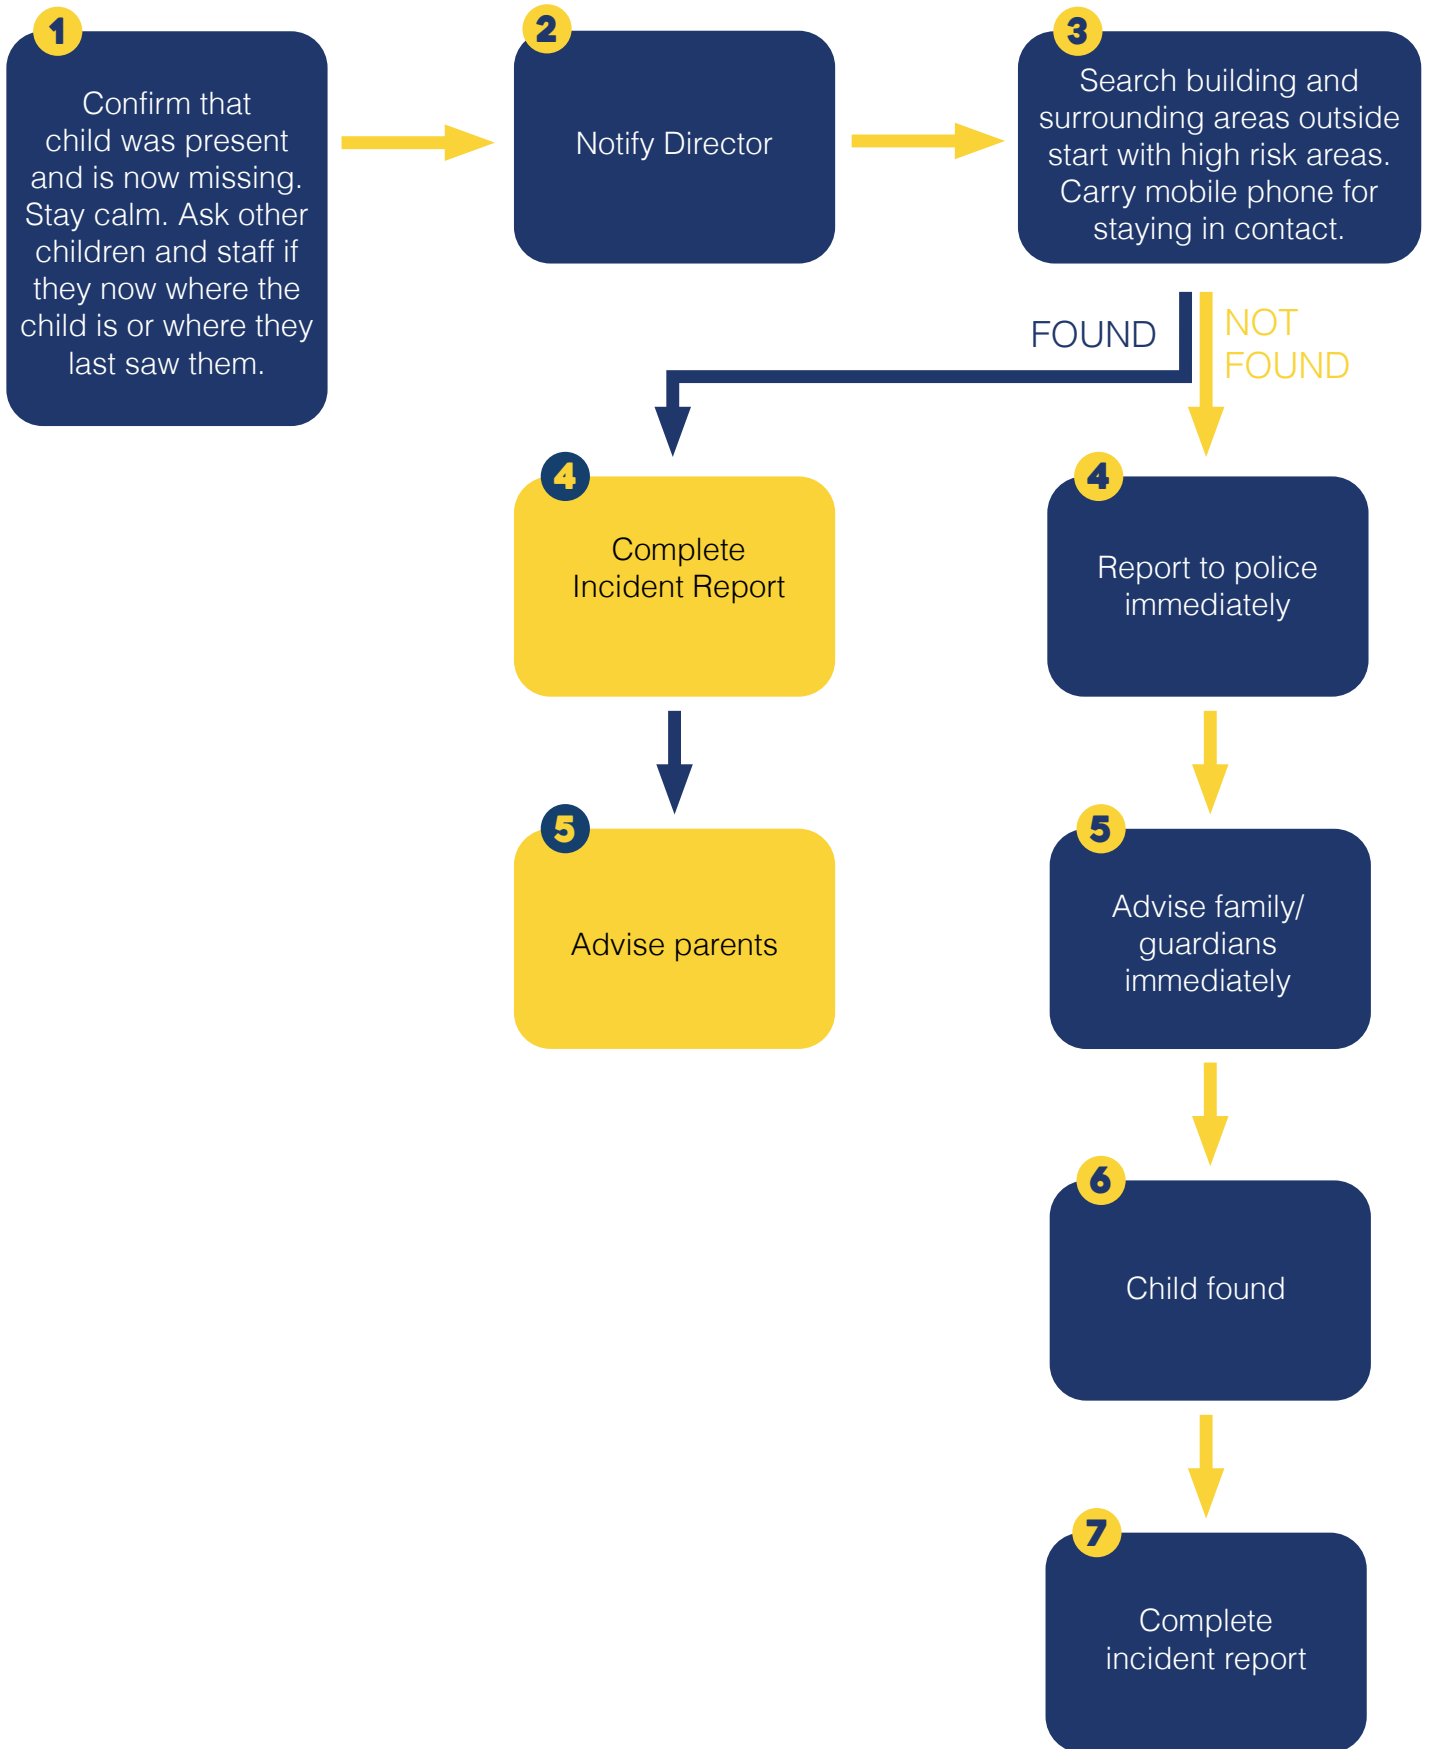 1
Confirm that
child was present
and is now missing.
Stay calm. Ask other
children and staff if
they now where the
child is or where they
last saw them.
2
Notify Director
3
Search building and
surrounding areas outside
start with high risk areas.
Carry mobile phone for
staying in contact.
FOUND
NOT
FOUND
4
Complete
Incident Report
5
Advise parents
4
Report to police
immediately
5
Advise family/
guardians
immediately
6
Child found
7
Complete
incident report